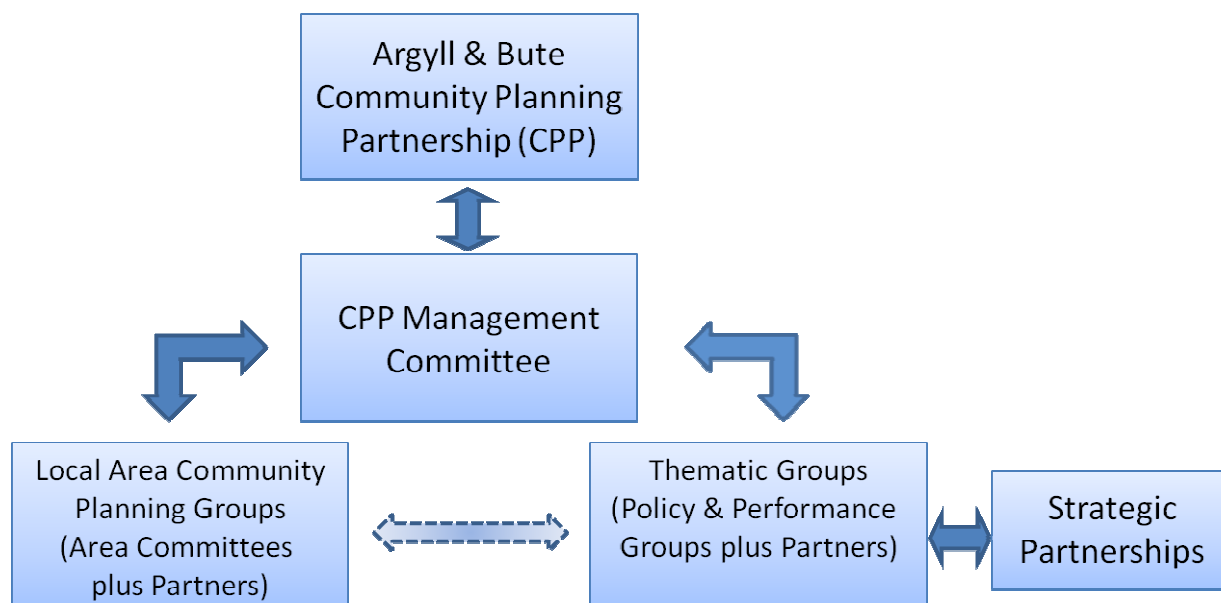 Argyll & Bute
Community Planning
Partnership (CPP)
CPP Management
Committee
Local Area Community
Planning Groups
(Area Committees
plus Partners)
Thematic Groups
(Policy & Performance
Groups plus Partners)
Strategic
Partnerships